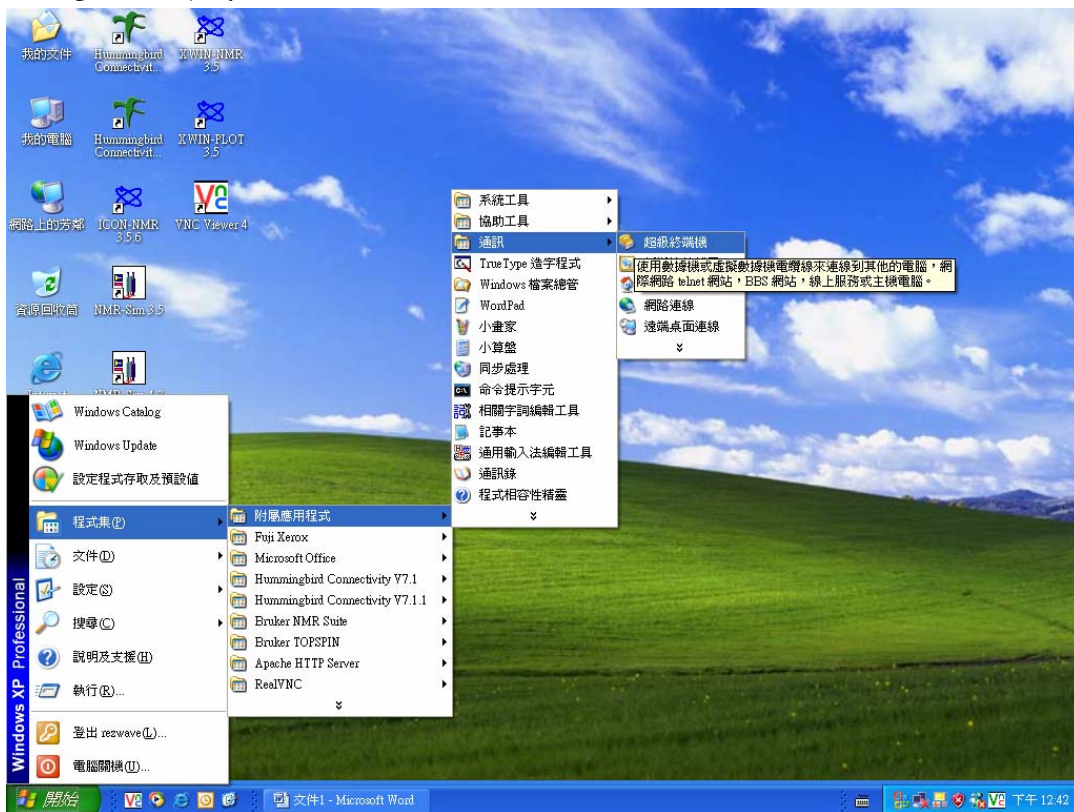 我的文件
Hummingbird
Connectivit...
XWIN-NMR
3.5
我的電腦
Hummingbird
Connectivit...
XWIN-PLOT
3.5
網路上的芳鄰
ICON-NMR
3.5.6
VNC Viewer 4
資源回收筒
NMR-Sim 3.5
Windows Catalog
Windows Update
設定程式存取及預設值
程式集(P)
文件(D)
設定(S)
搜尋(C)
說明及支援(H)
執行(R)...
登出 rezwave(L)...
電腦關機(U)...
Windows XP Professional
附屬應用程式
Fuji Xerox
Microsoft Office
Hummingbird Connectivity V7.1
Hummingbird Connectivity V7.1.1
Bruker NMR Suite
Bruker TOPSPIN
Apache HTTP Server
RealVNC
系統工具
協助工具
通訊
TrueType 造字程式
Windows 檔案總管
WordPad
小畫家
小算盤
同步處理
命令提示字元
相關字詞編輯工具
記事本
通用輸入法編輯工具
通訊錄
程式相容性精靈
超級終端機
使用數據機或虛擬數據機電纜線來連線到其他的電腦，網
際網路 telnet 網站，BBS 網站，線上服務或主機電腦。
網路連線
遠端桌面連線
開始
文件1 - Microsoft Word
下午 12:42